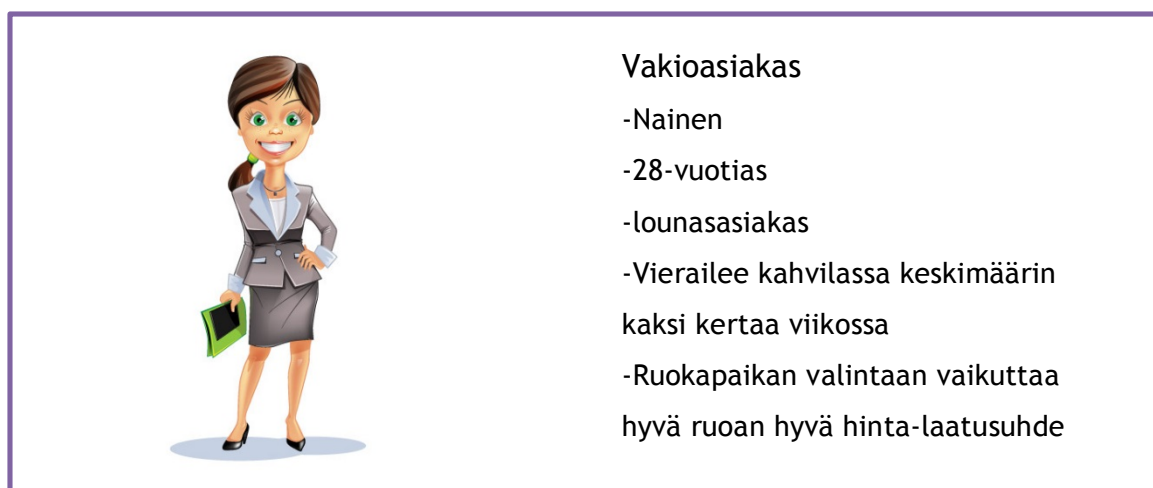 Vakioasiakas
-Nainen
-28-vuotias
-lounasasiakas
-Vierailee kahvilassa keskimäärin
kaksi kertaa viikossa
-Ruokapaikan valintaan vaikuttaa
hyvä ruoan hyvä hinta-laatusuhde